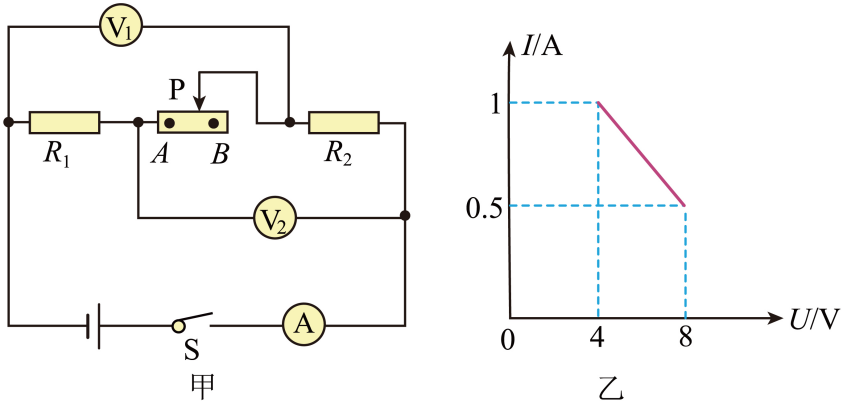 V₁
P
R₁
A
B
R₂
V₂
S
A
甲
I/A
1
0.5
0
4
8
U/V
乙